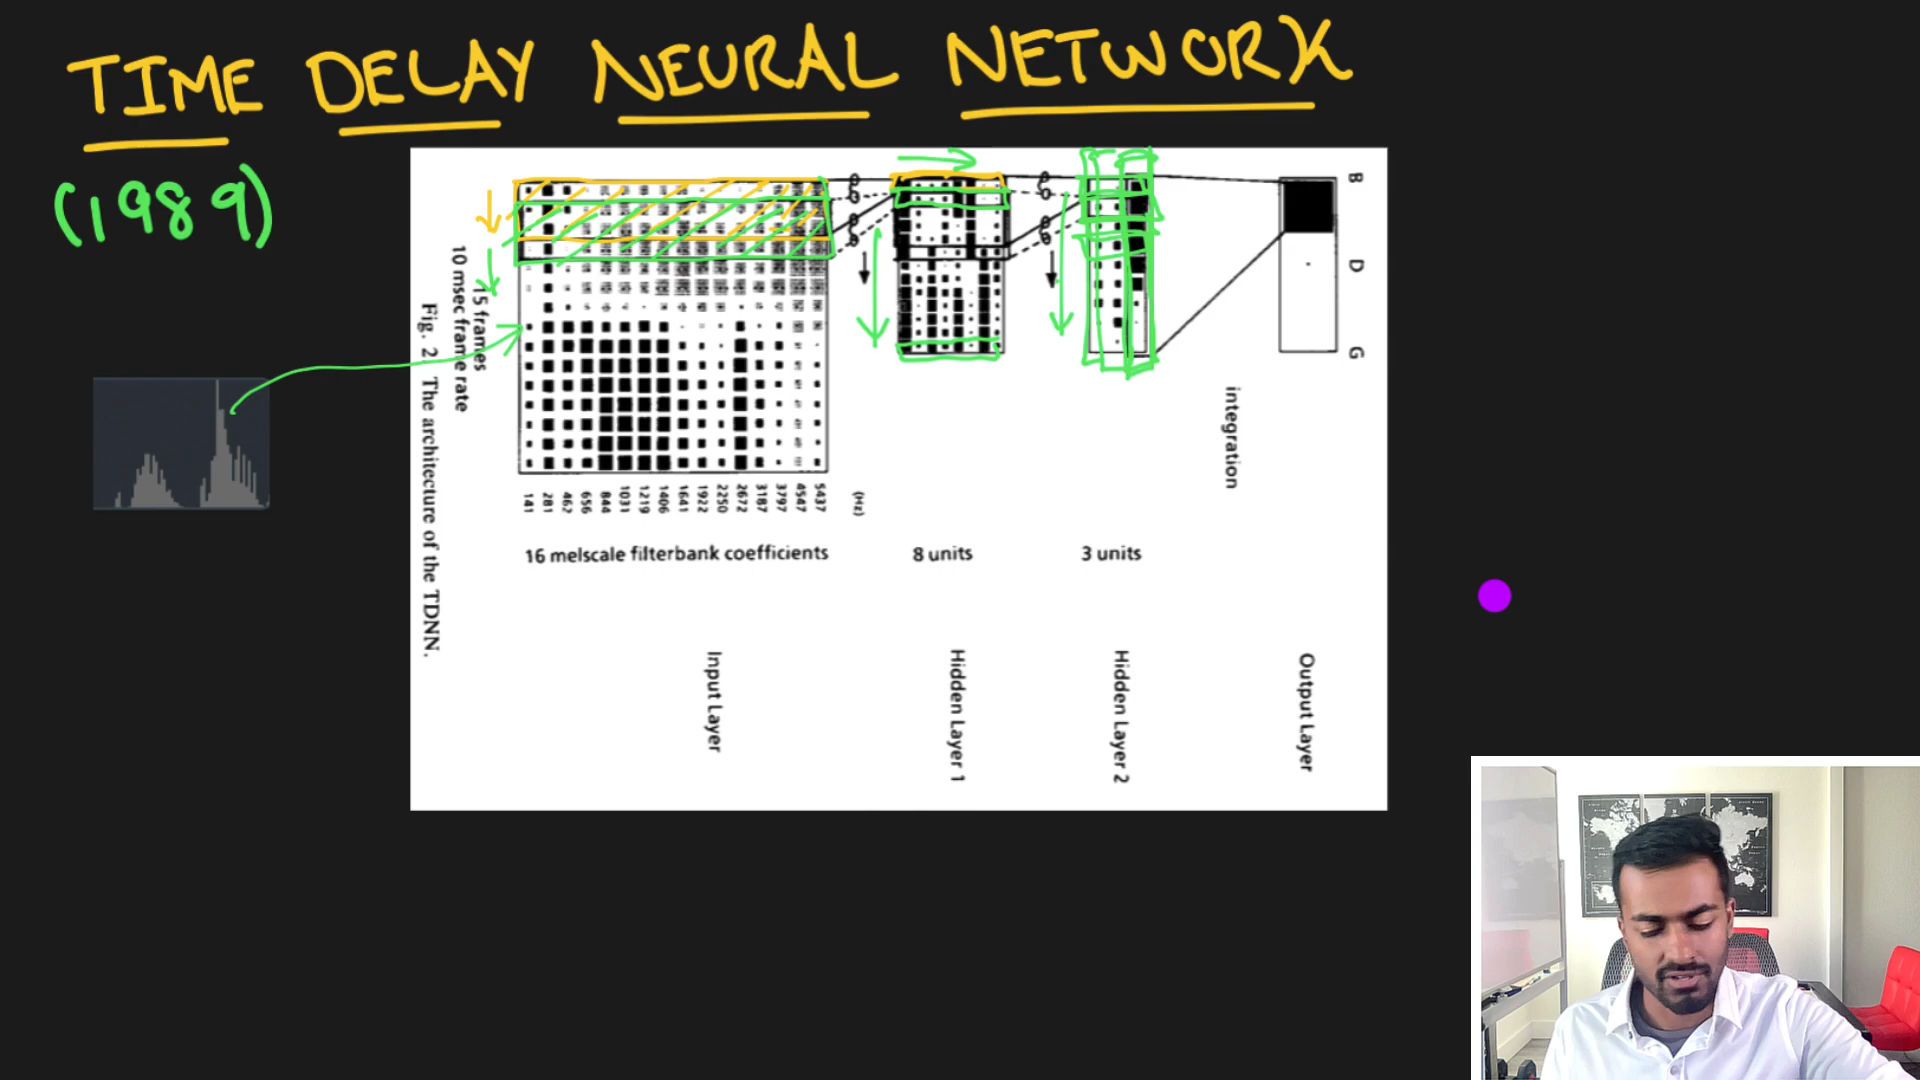 TIME DELAY NEURAL NETWORK
(1989)
B
D
G
15 frames
10 msec frame rate
Fig. 2. The architecture of the TDNN.
integration
141 281 462 656 844 1031 1219 1406 1641 1922 2250 2672 3187 3797 4547 5437 (Hz)
16 melscale filterbank coefficients
8 units
3 units
Input Layer
Hidden Layer 1
Hidden Layer 2
Output Layer